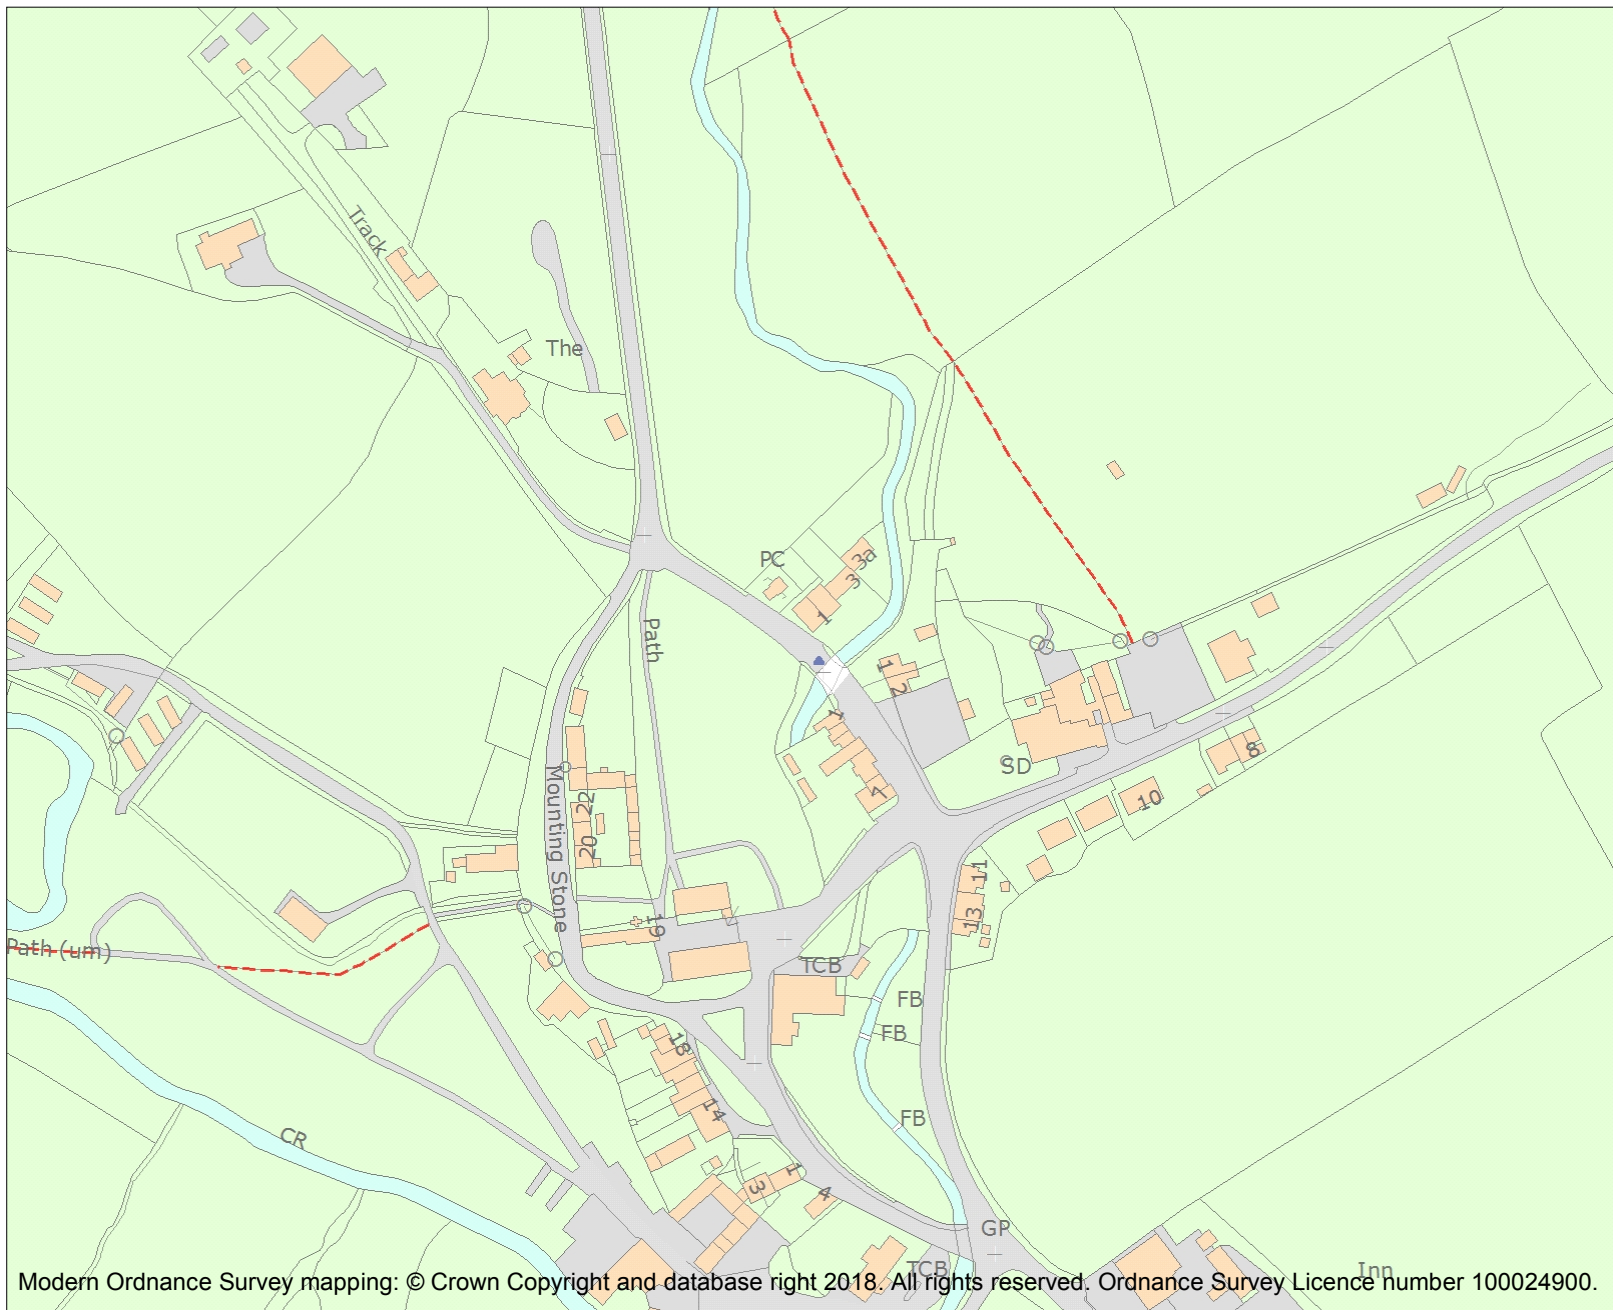 Track
The
PC
3a
3
1
Path
1
2
1
7
SD
8
10
Mounting Stone
22
20
11
13
19
Path (um)
TCB
FB
FB
18
14
FB
CR
1
3
4
GP
TCB
Inn
Modern Ordnance Survey mapping: © Crown Copyright and database right 2018. All rights reserved. Ordnance Survey Licence number 100024900.